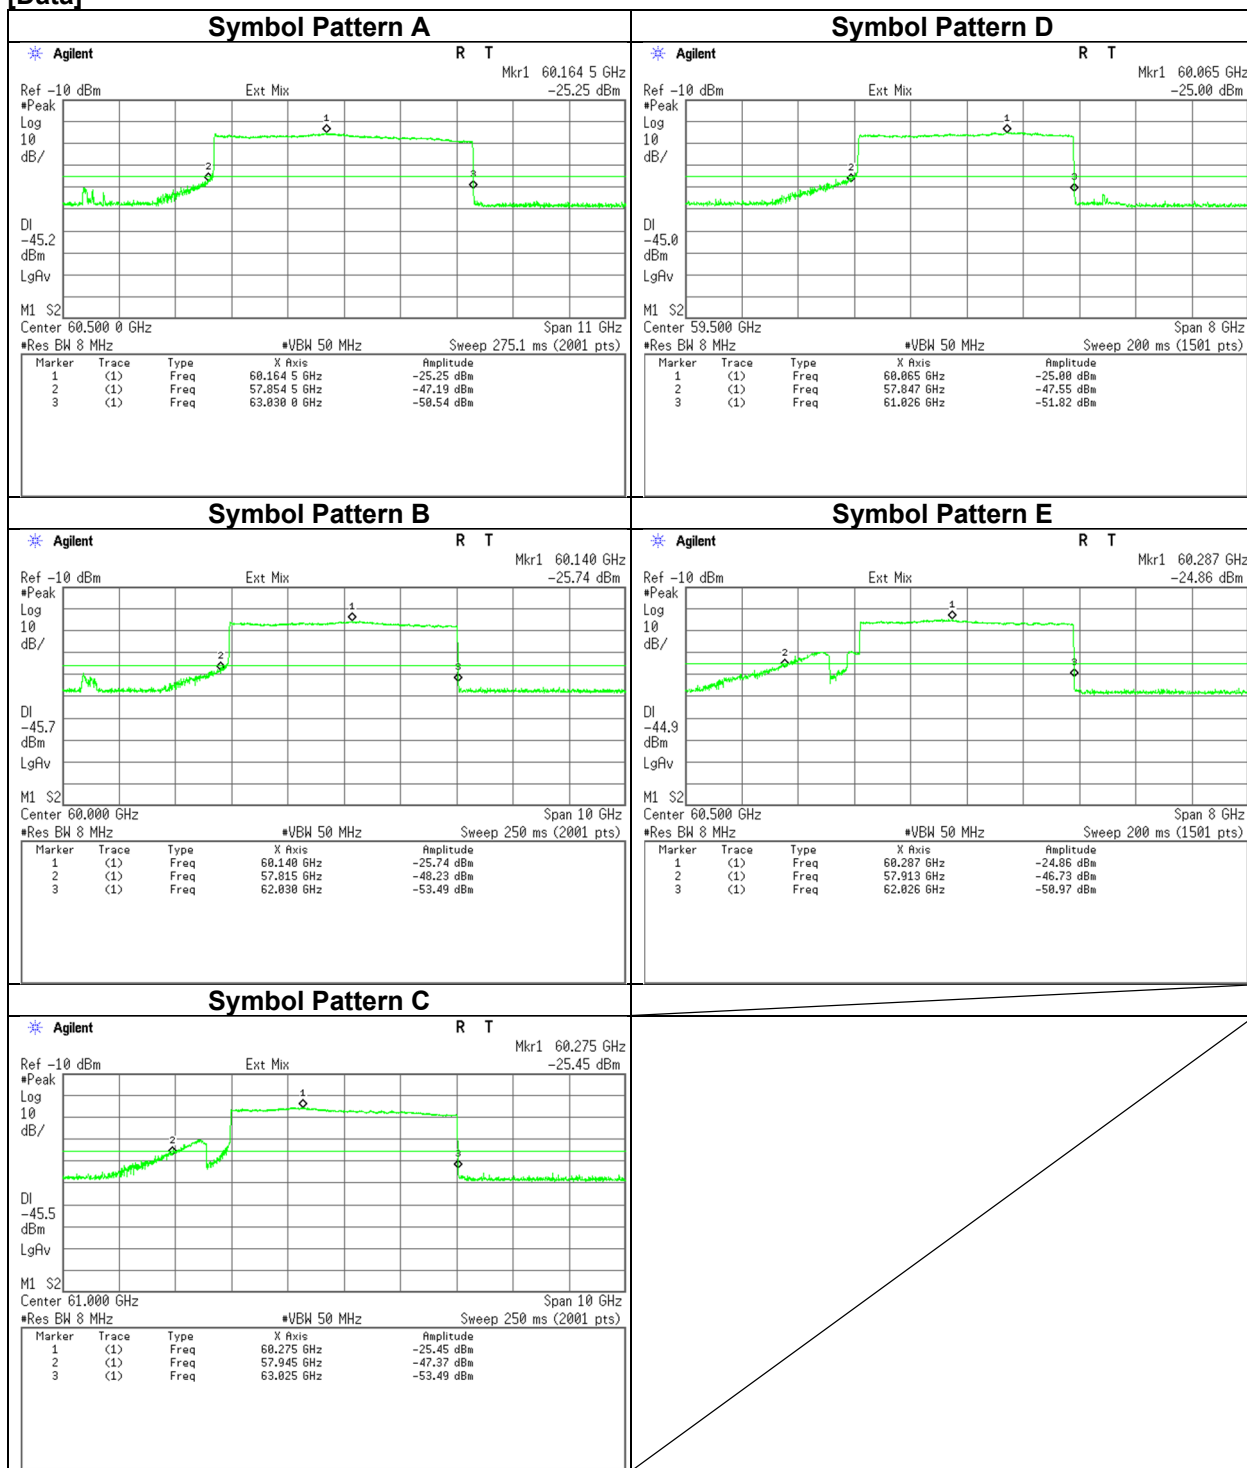 [Data]
Symbol Pattern A
Agilent R T
Mkr1 60.164 5 GHz
Ref -10 dBm Ext Mix -25.25 dBm
#Peak
Log
10
dB/
1
2
3
DI
-45.2
dBm
LgAv
M1 S2
Center 60.500 0 GHz Span 11 GHz
#Res BW 8 MHz #VBW 50 MHz Sweep 275.1 ms (2001 pts)
Marker Trace Type X Axis Amplitude
1 (1) Freq 60.164 5 GHz -25.25 dBm
2 (1) Freq 57.854 5 GHz -47.19 dBm
3 (1) Freq 63.030 0 GHz -50.54 dBm
Symbol Pattern D
Agilent R T
Mkr1 60.065 GHz
Ref -10 dBm Ext Mix -25.00 dBm
#Peak
Log
10
dB/
1
2
3
DI
-45.0
dBm
LgAv
M1 S2
Center 59.500 GHz Span 8 GHz
#Res BW 8 MHz #VBW 50 MHz Sweep 200 ms (1501 pts)
Marker Trace Type X Axis Amplitude
1 (1) Freq 60.065 GHz -25.00 dBm
2 (1) Freq 57.847 GHz -47.55 dBm
3 (1) Freq 61.026 GHz -51.82 dBm
Symbol Pattern B
Agilent R T
Mkr1 60.140 GHz
Ref -10 dBm Ext Mix -25.74 dBm
#Peak
Log
10
dB/
1
2
3
DI
-45.7
dBm
LgAv
M1 S2
Center 60.000 GHz Span 10 GHz
#Res BW 8 MHz #VBW 50 MHz Sweep 250 ms (2001 pts)
Marker Trace Type X Axis Amplitude
1 (1) Freq 60.140 GHz -25.74 dBm
2 (1) Freq 57.815 GHz -48.23 dBm
3 (1) Freq 62.030 GHz -53.49 dBm
Symbol Pattern E
Agilent R T
Mkr1 60.287 GHz
Ref -10 dBm Ext Mix -24.86 dBm
#Peak
Log
10
dB/
1
2
3
DI
-44.9
dBm
LgAv
M1 S2
Center 60.500 GHz Span 8 GHz
#Res BW 8 MHz #VBW 50 MHz Sweep 200 ms (1501 pts)
Marker Trace Type X Axis Amplitude
1 (1) Freq 60.287 GHz -24.86 dBm
2 (1) Freq 57.913 GHz -46.73 dBm
3 (1) Freq 62.026 GHz -50.97 dBm
Symbol Pattern C
Agilent R T
Mkr1 60.275 GHz
Ref -10 dBm Ext Mix -25.45 dBm
#Peak
Log
10
dB/
1
2
3
DI
-45.5
dBm
LgAv
M1 S2
Center 61.000 GHz Span 10 GHz
#Res BW 8 MHz #VBW 50 MHz Sweep 250 ms (2001 pts)
Marker Trace Type X Axis Amplitude
1 (1) Freq 60.275 GHz -25.45 dBm
2 (1) Freq 57.945 GHz -47.37 dBm
3 (1) Freq 63.025 GHz -53.49 dBm